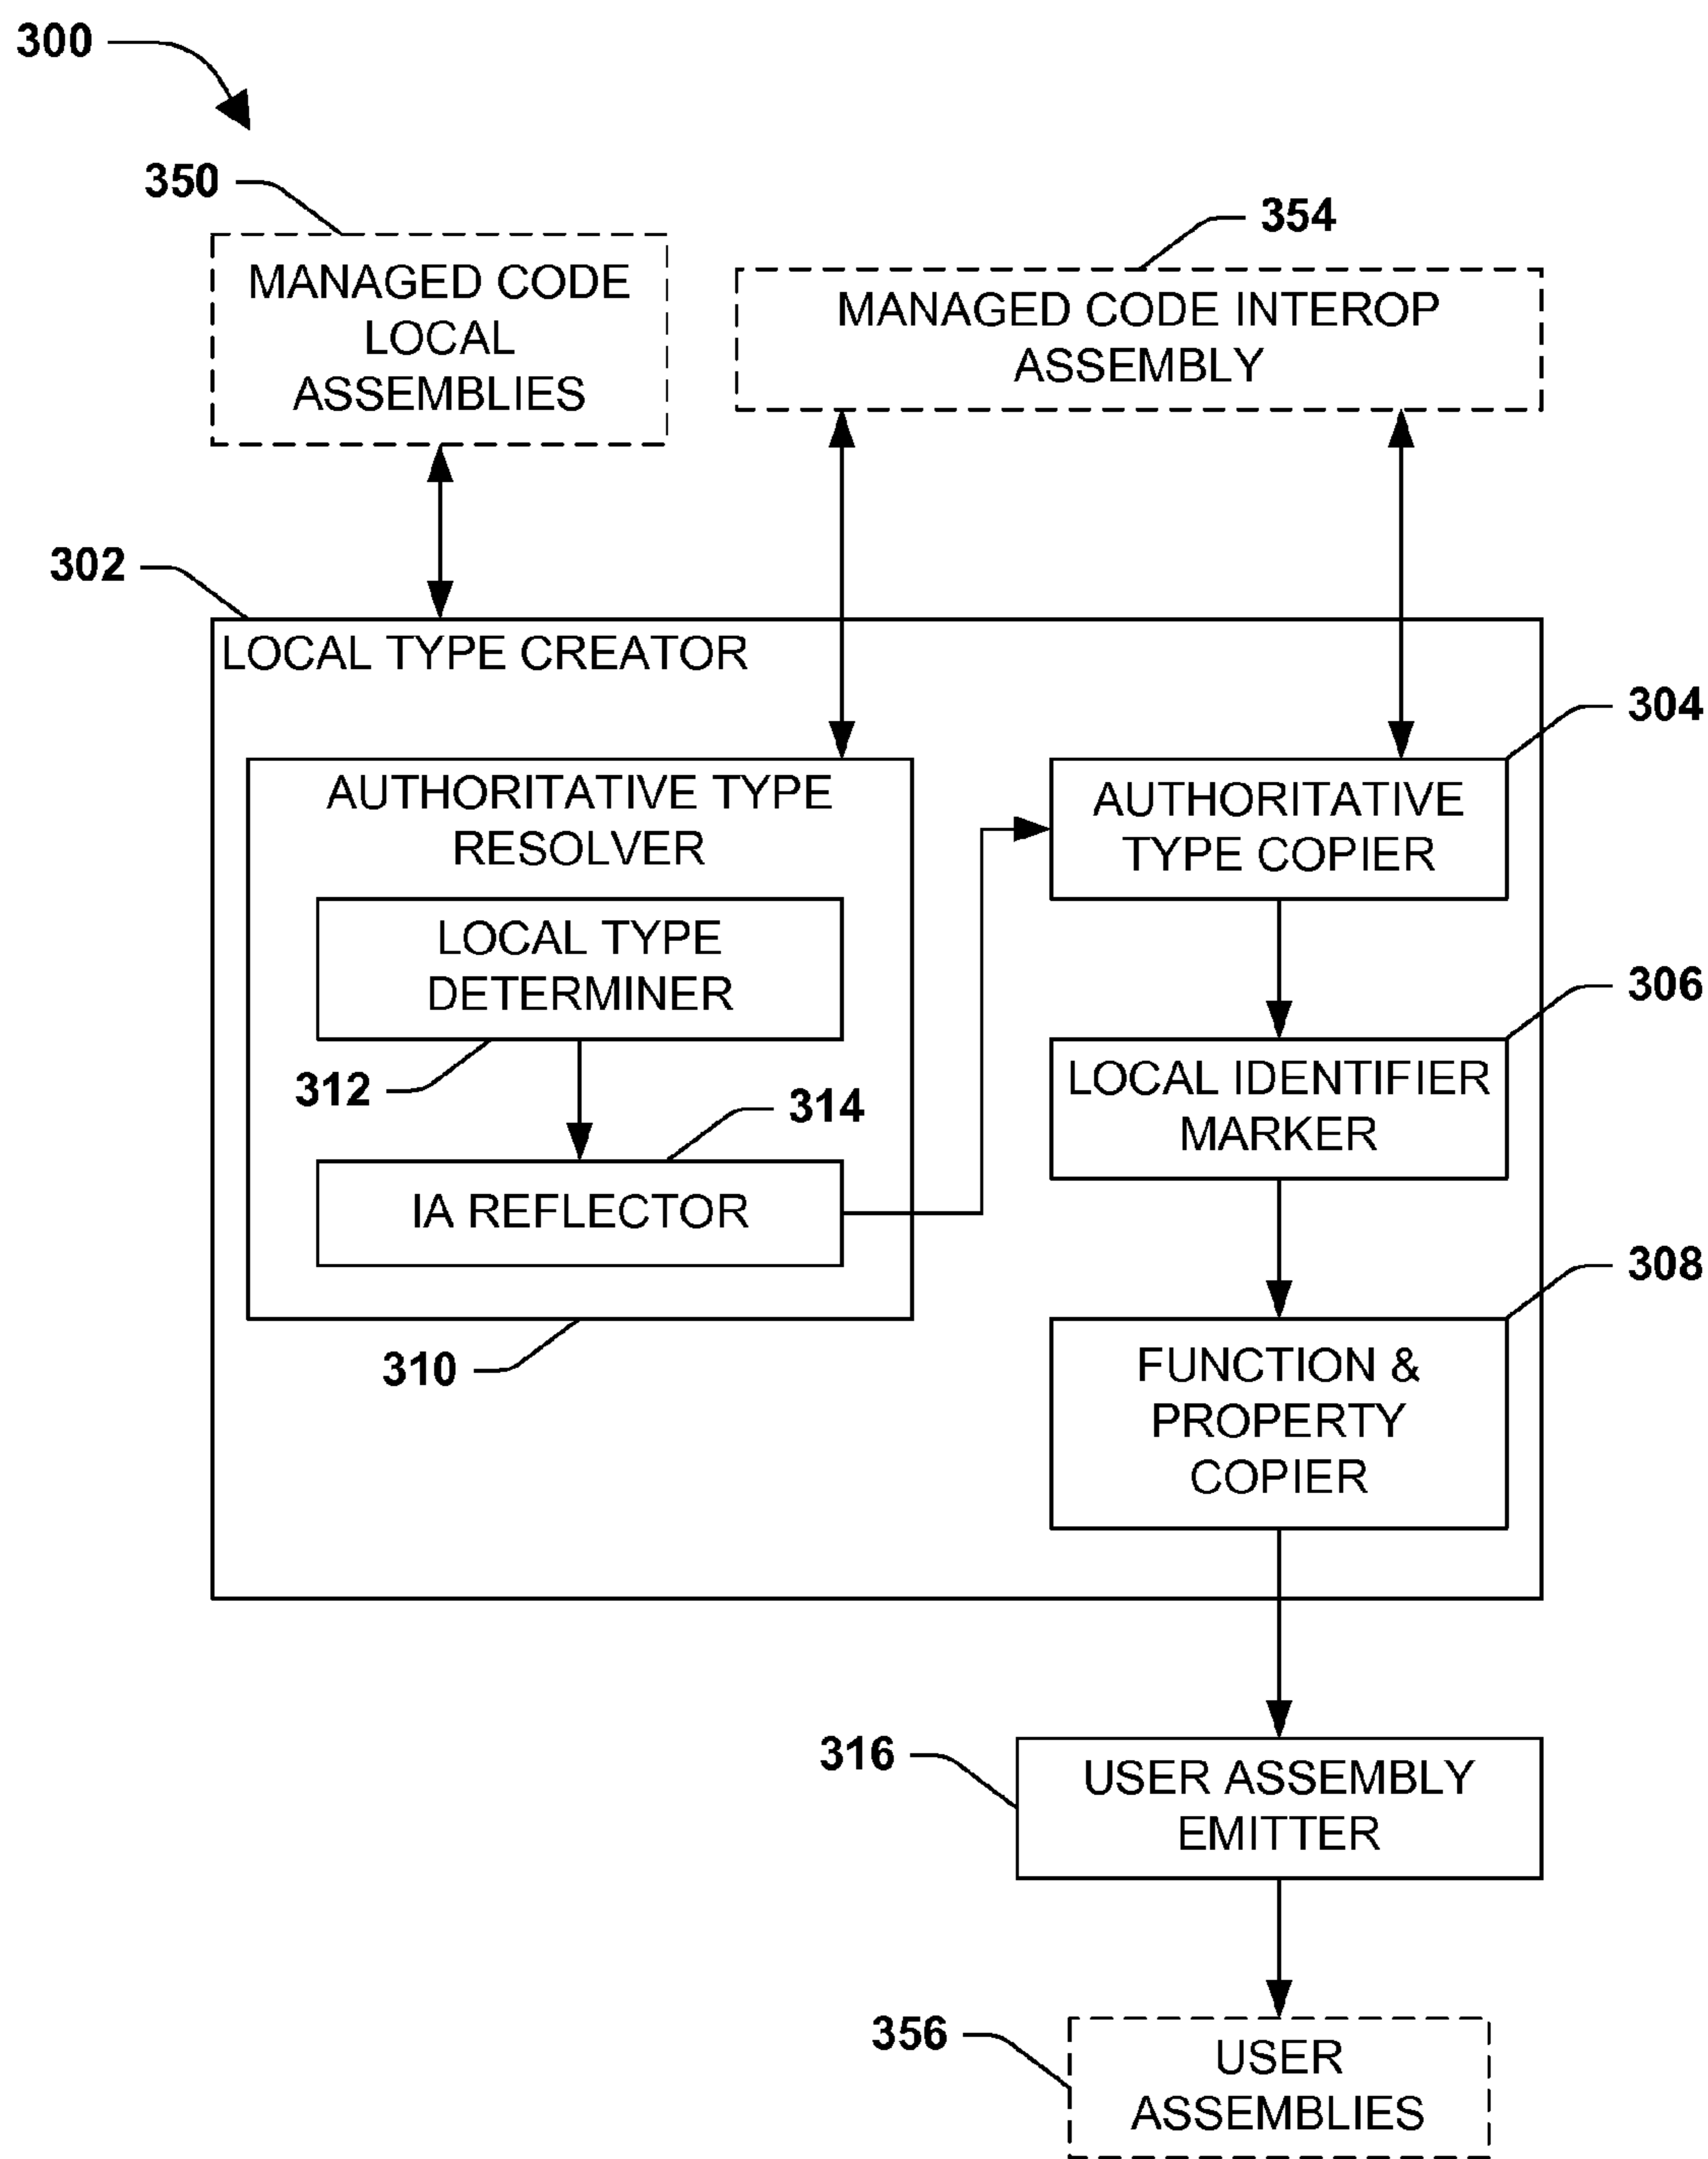 300
350
354
MANAGED CODE
LOCAL
ASSEMBLIES
MANAGED CODE INTEROP
ASSEMBLY
302
LOCAL TYPE CREATOR
304
AUTHORITATIVE TYPE
RESOLVER
AUTHORITATIVE
TYPE COPIER
LOCAL TYPE
DETERMINER
306
312
314
LOCAL IDENTIFIER
MARKER
IA REFLECTOR
308
310
FUNCTION &
PROPERTY
COPIER
316
USER ASSEMBLY
EMITTER
356
USER
ASSEMBLIES